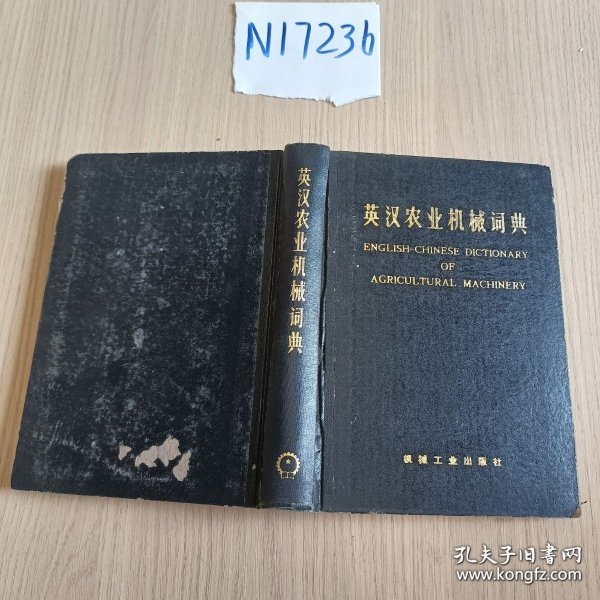 N17236
英汉农业机械词典
英汉农业机械词典
ENGLISH-CHINESE DICTIONARY
OF
AGRICULTURAL MACHINERY
机械工业出版社
孔夫子旧书网
www.kongfz.com